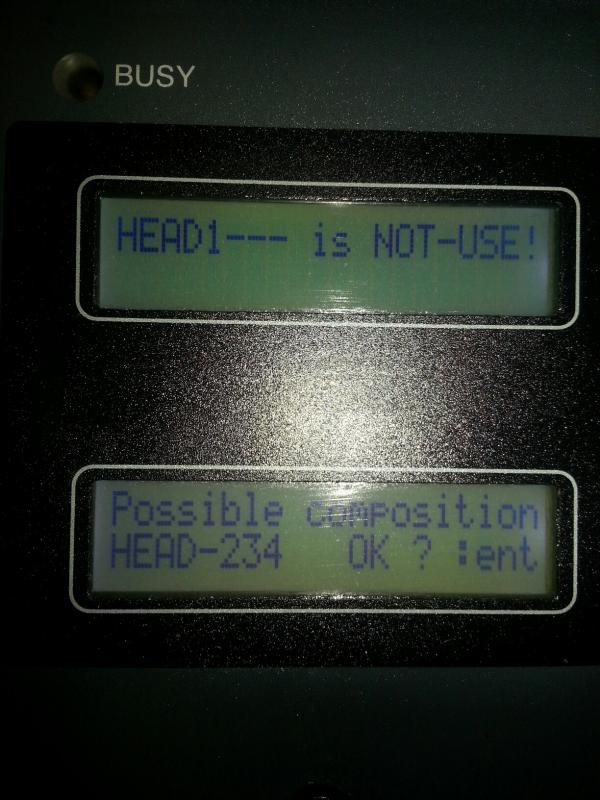 BUSY
HEAD1--- is NOT-USE!
Possible composition
HEAD-234 OK ? :ent